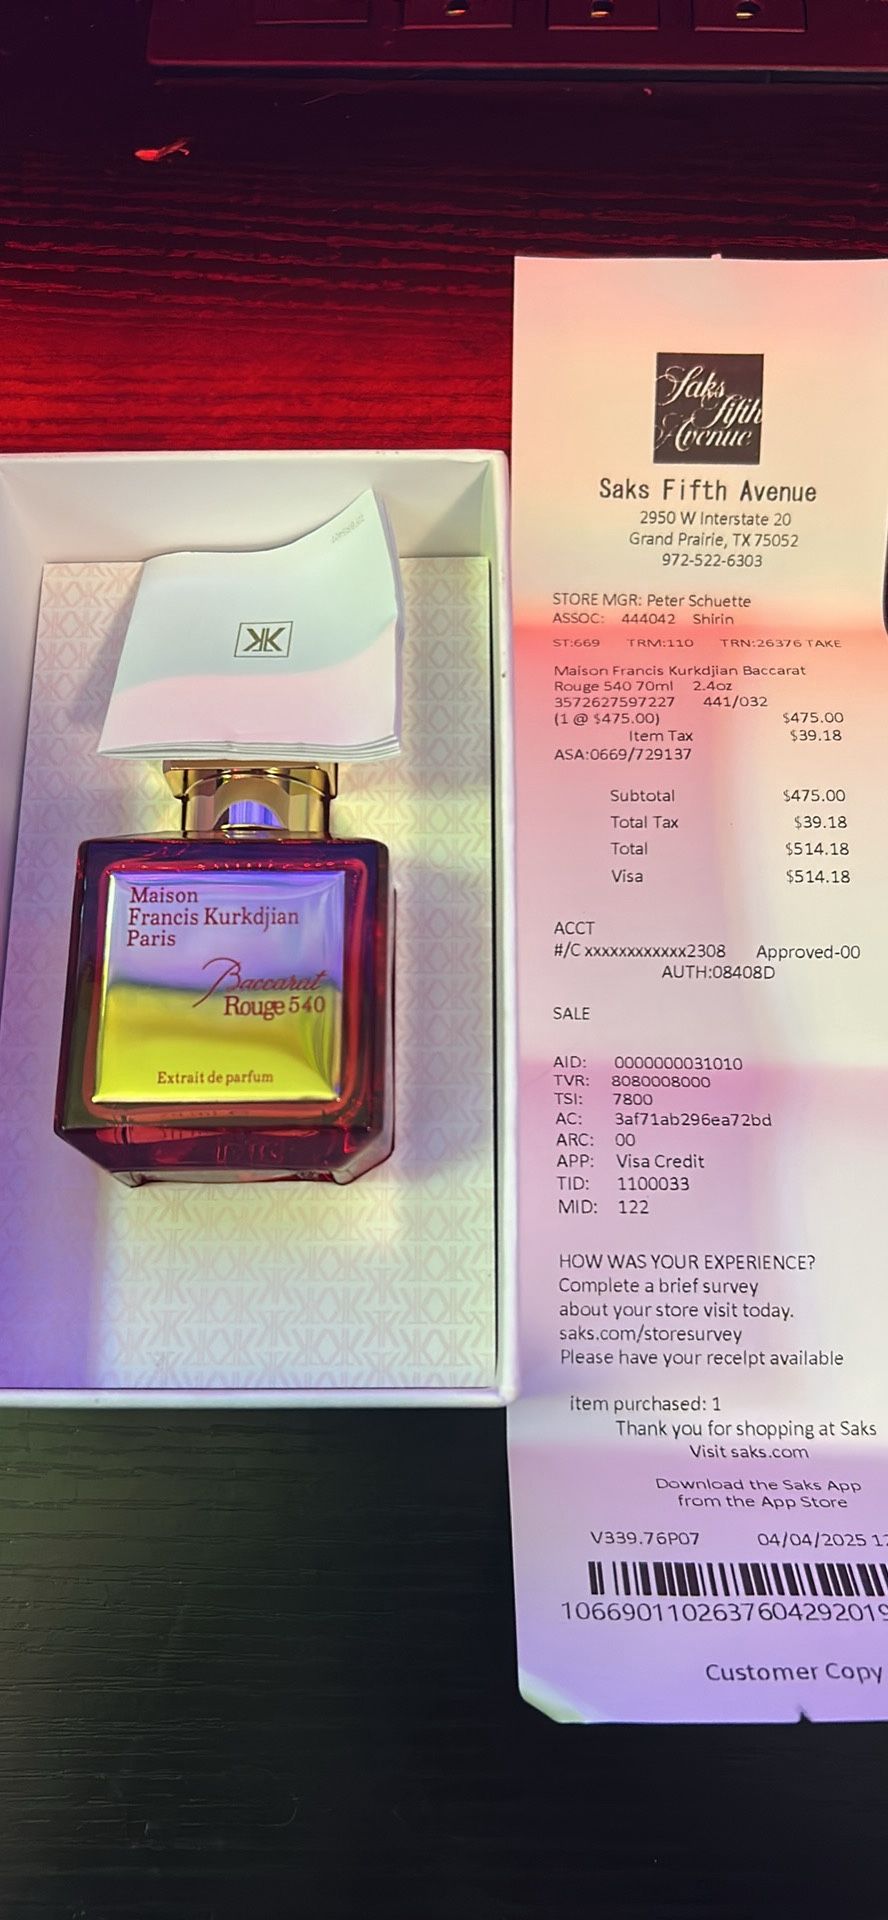 Saks
fifth
Avenue
Saks Fifth Avenue
2950 W Interstate 20
Grand Prairie, TX 75052
972-522-6303
STORE MGR: Peter Schuette
ASSOC: 444042 Shirin
ST:669 TRM:110 TRN:26376 TAKE
Maison Francis Kurkdjian Baccarat
Rouge 540 70ml 2.4oz
3572627597227 441/032
(1 @ $475.00) $475.00
Item Tax $39.18
ASA:0669/729137
Subtotal $475.00
Total Tax $39.18
Total $514.18
Visa $514.18
ACCT
#/C xxxxxxxxxxxx2308 Approved-00
AUTH:08408D
SALE
AID: 0000000031010
TVR: 8080008000
TSI: 7800
AC: 3af71ab296ea72bd
ARC: 00
APP: Visa Credit
TID: 1100033
MID: 122
HOW WAS YOUR EXPERIENCE?
Complete a brief survey
about your store visit today.
saks.com/storesurvey
Please have your recelpt available
item purchased: 1
Thank you for shopping at Saks
Visit saks.com
Download the Saks App
from the App Store
V339.76P07 04/04/2025
106690110263760429201
Customer Copy
Maison
Francis Kurkdjian
Paris
Baccarat
Rouge 540
Extrait de parfum